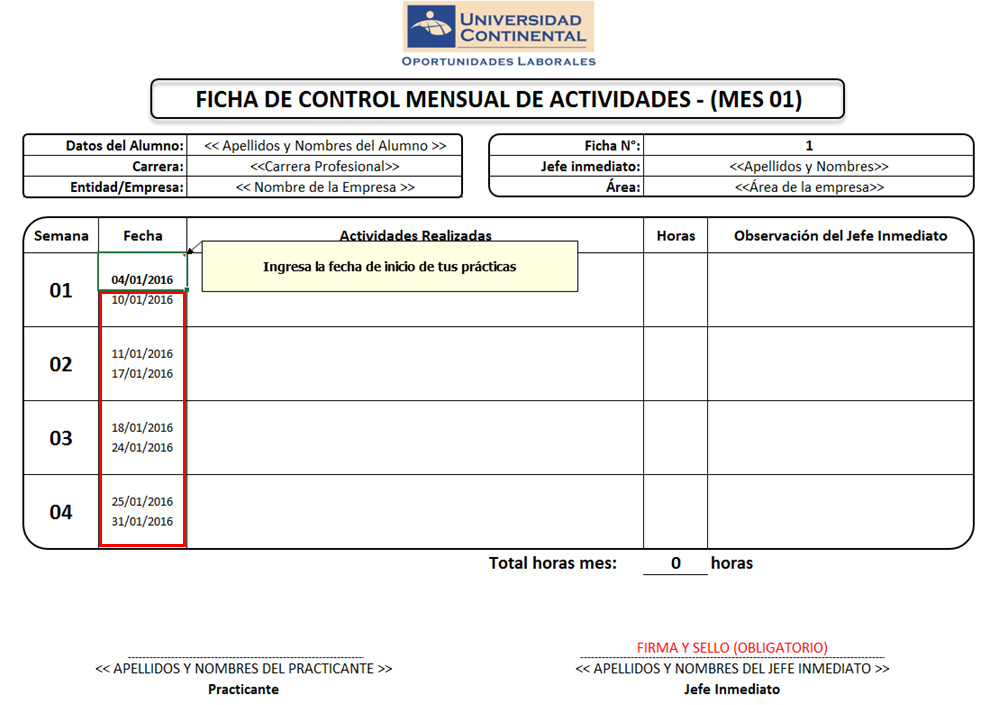 UNIVERSIDAD
CONTINENTAL
OPORTUNIDADES LABORALES
FICHA DE CONTROL MENSUAL DE ACTIVIDADES - (MES 01)
Datos del Alumno: << Apellidos y Nombres del Alumno >>
Carrera: <<Carrera Profesional>>
Entidad/Empresa: << Nombre de la Empresa >>
Ficha N°: 1
Jefe inmediato: <<Apellidos y Nombres>>
Área: <<Área de la empresa>>
Semana Fecha Actividades Realizadas Horas Observación del Jefe Inmediato
Ingresa la fecha de inicio de tus prácticas
01
04/01/2016
10/01/2016
02
11/01/2016
17/01/2016
03
18/01/2016
24/01/2016
04
25/01/2016
31/01/2016
Total horas mes: 0 horas
<< APELLIDOS Y NOMBRES DEL PRACTICANTE >>
Practicante
FIRMA Y SELLO (OBLIGATORIO)
<< APELLIDOS Y NOMBRES DEL JEFE INMEDIATO >>
Jefe Inmediato